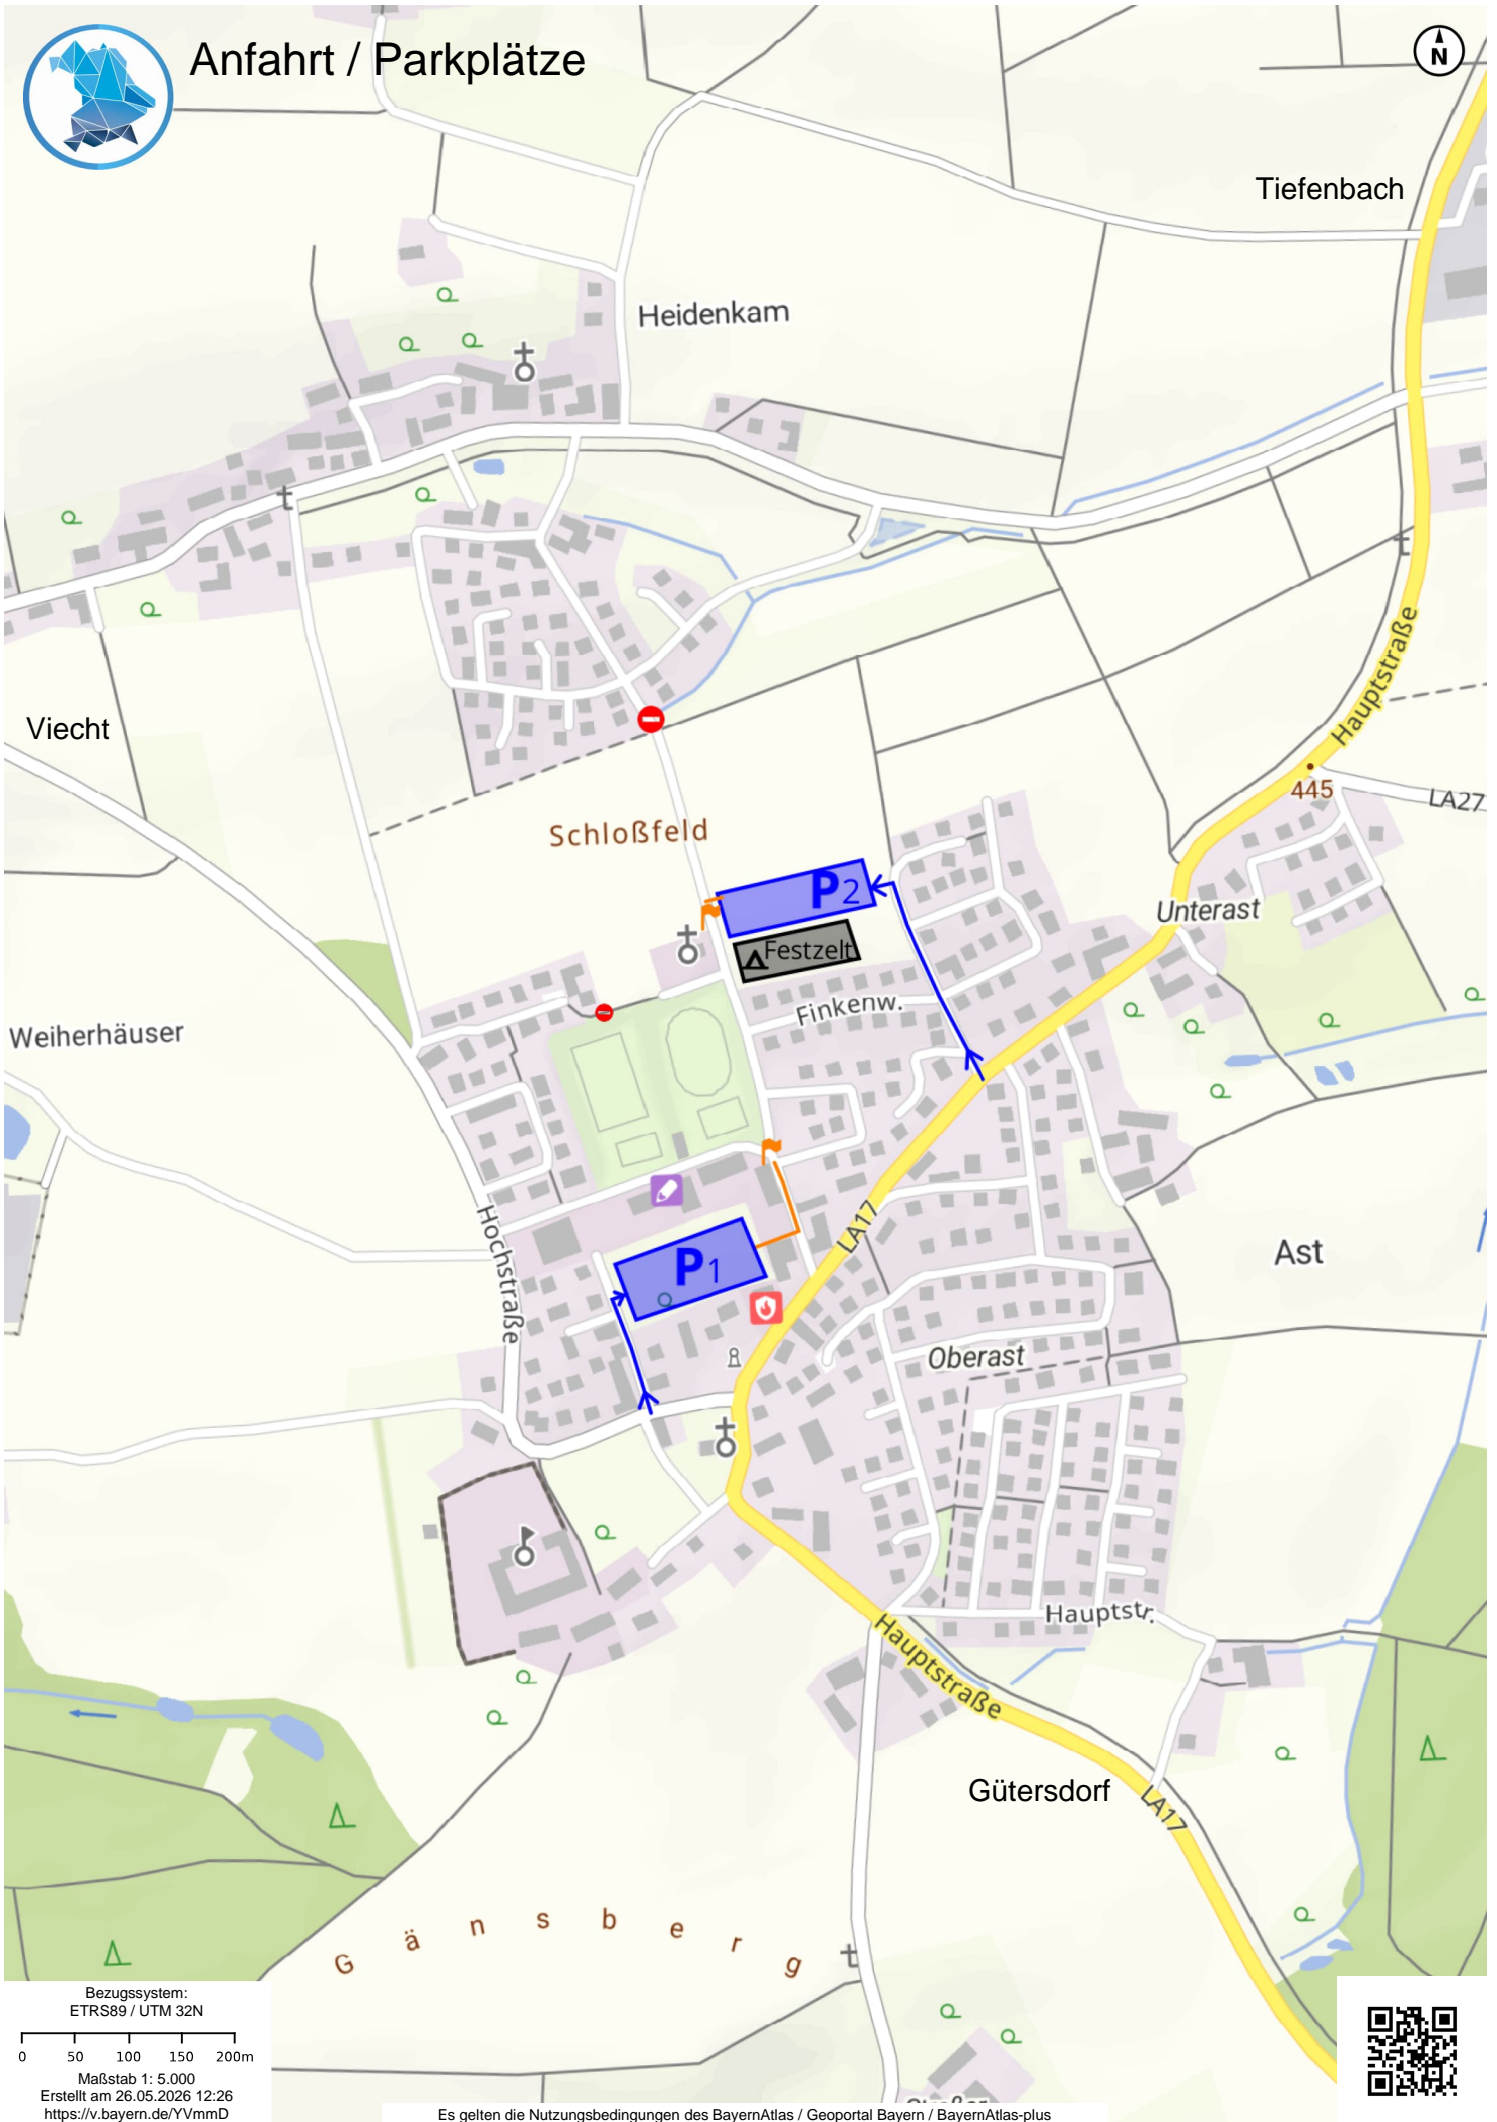 Anfahrt / Parkplätze
N
Tiefenbach
Heidenkam
Hauptstraße
Viecht
445
LA27
Schloßfeld
P2
Unterast
Festzelt
Finkenw.
Weiherhäuser
Hochstraße
LA17
P1
Ast
Oberast
Hauptstr.
Hauptstraße
Gütersdorf
LA17
Gänsberg
Bezugssystem:
ETRS89 / UTM 32N
0 50 100 150 200m
Maßstab 1: 5.000
Erstellt am 26.05.2026 12:26
https://v.bayern.de/YVmmD
Es gelten die Nutzungsbedingungen des BayernAtlas / Geoportal Bayern / BayernAtlas-plus